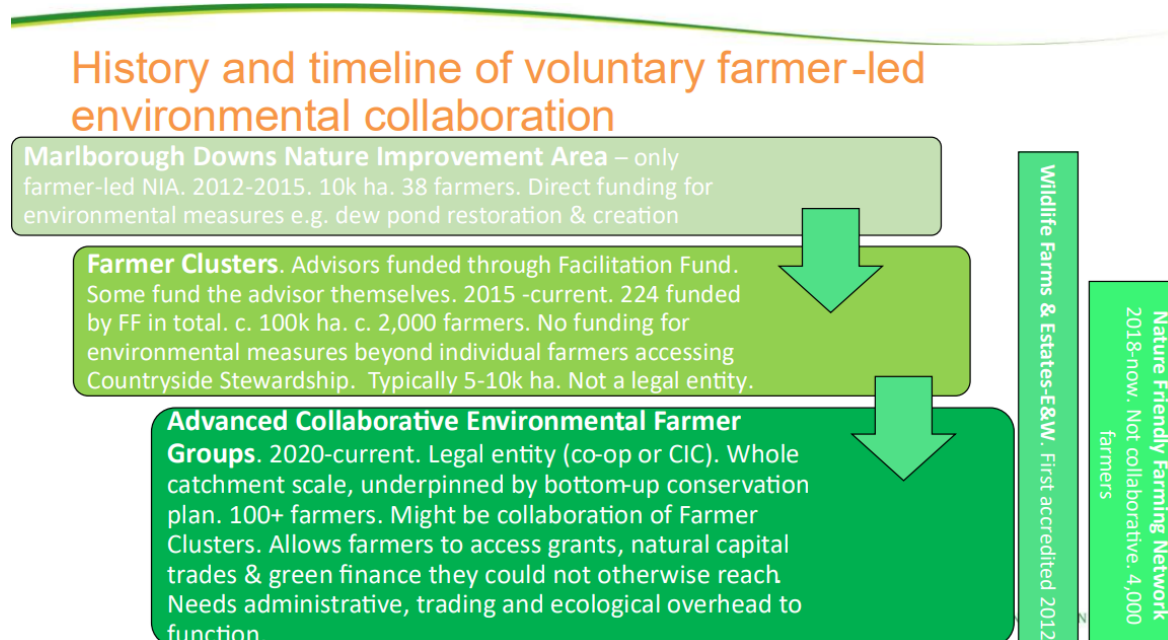 History and timeline of voluntary farmer-led
environmental collaboration
Marlborough Downs Nature Improvement Area – only
farmer-led NIA. 2012-2015. 10k ha. 38 farmers. Direct funding for
environmental measures e.g. dew pond restoration & creation
Farmer Clusters. Advisors funded through Facilitation Fund.
Some fund the advisor themselves. 2015 -current. 224 funded
by FF in total. c. 100k ha. c. 2,000 farmers. No funding for
environmental measures beyond individual farmers accessing
Countryside Stewardship. Typically 5-10k ha. Not a legal entity.
Advanced Collaborative Environmental Farmer
Groups. 2020-current. Legal entity (co-op or CIC). Whole
catchment scale, underpinned by bottom-up conservation
plan. 100+ farmers. Might be collaboration of Farmer
Clusters. Allows farmers to access grants, natural capital
trades & green finance they could not otherwise reach.
Needs administrative, trading and ecological overhead to
function
Wildlife Farms & Estates-E&W. First accredited 2012
Nature Friendly Farming Network
2018-now. Not collaborative. 4,000
farmers